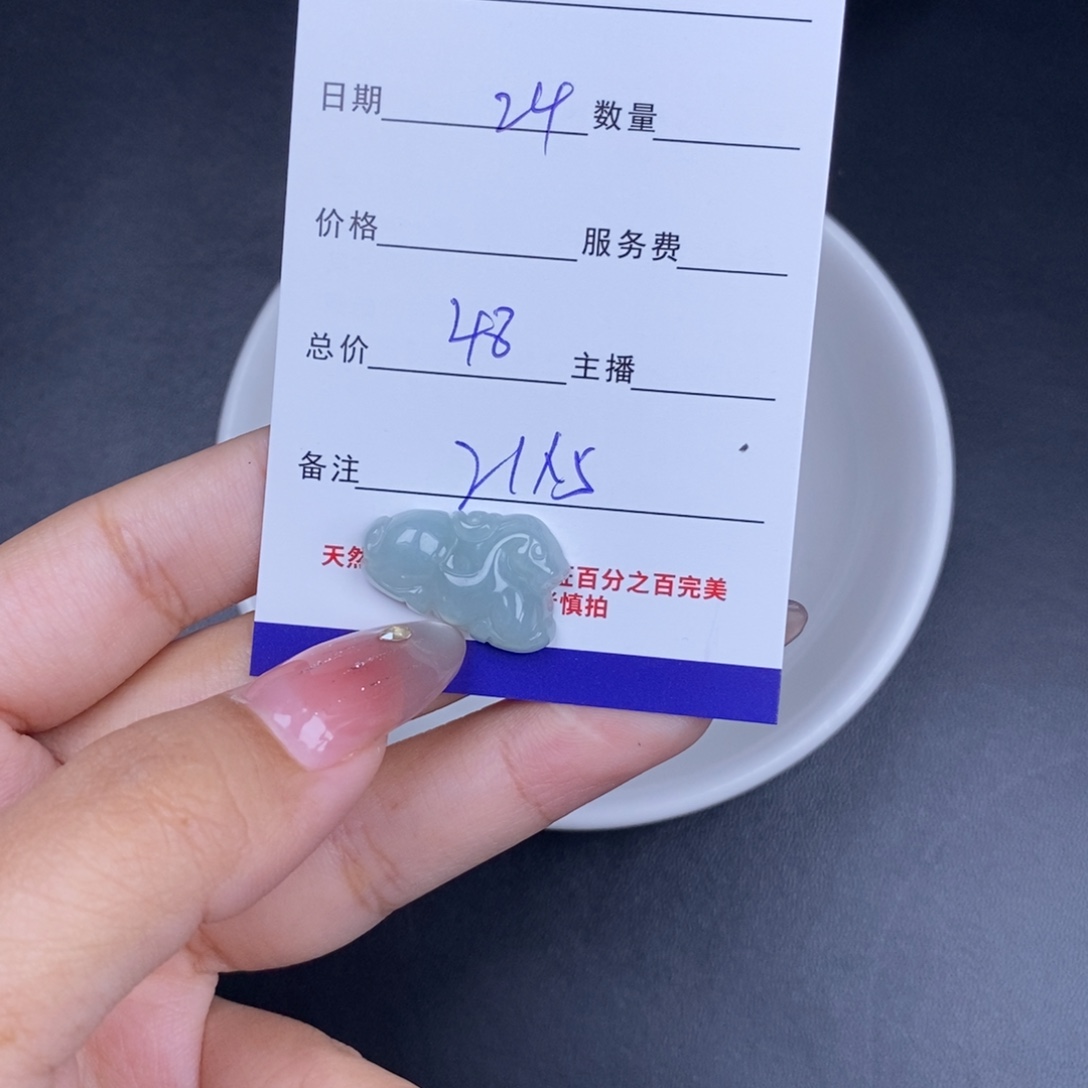 日期 24 数量
价格 服务费
总价 48 主播
备注 21
天然 百分之百完美
慎拍